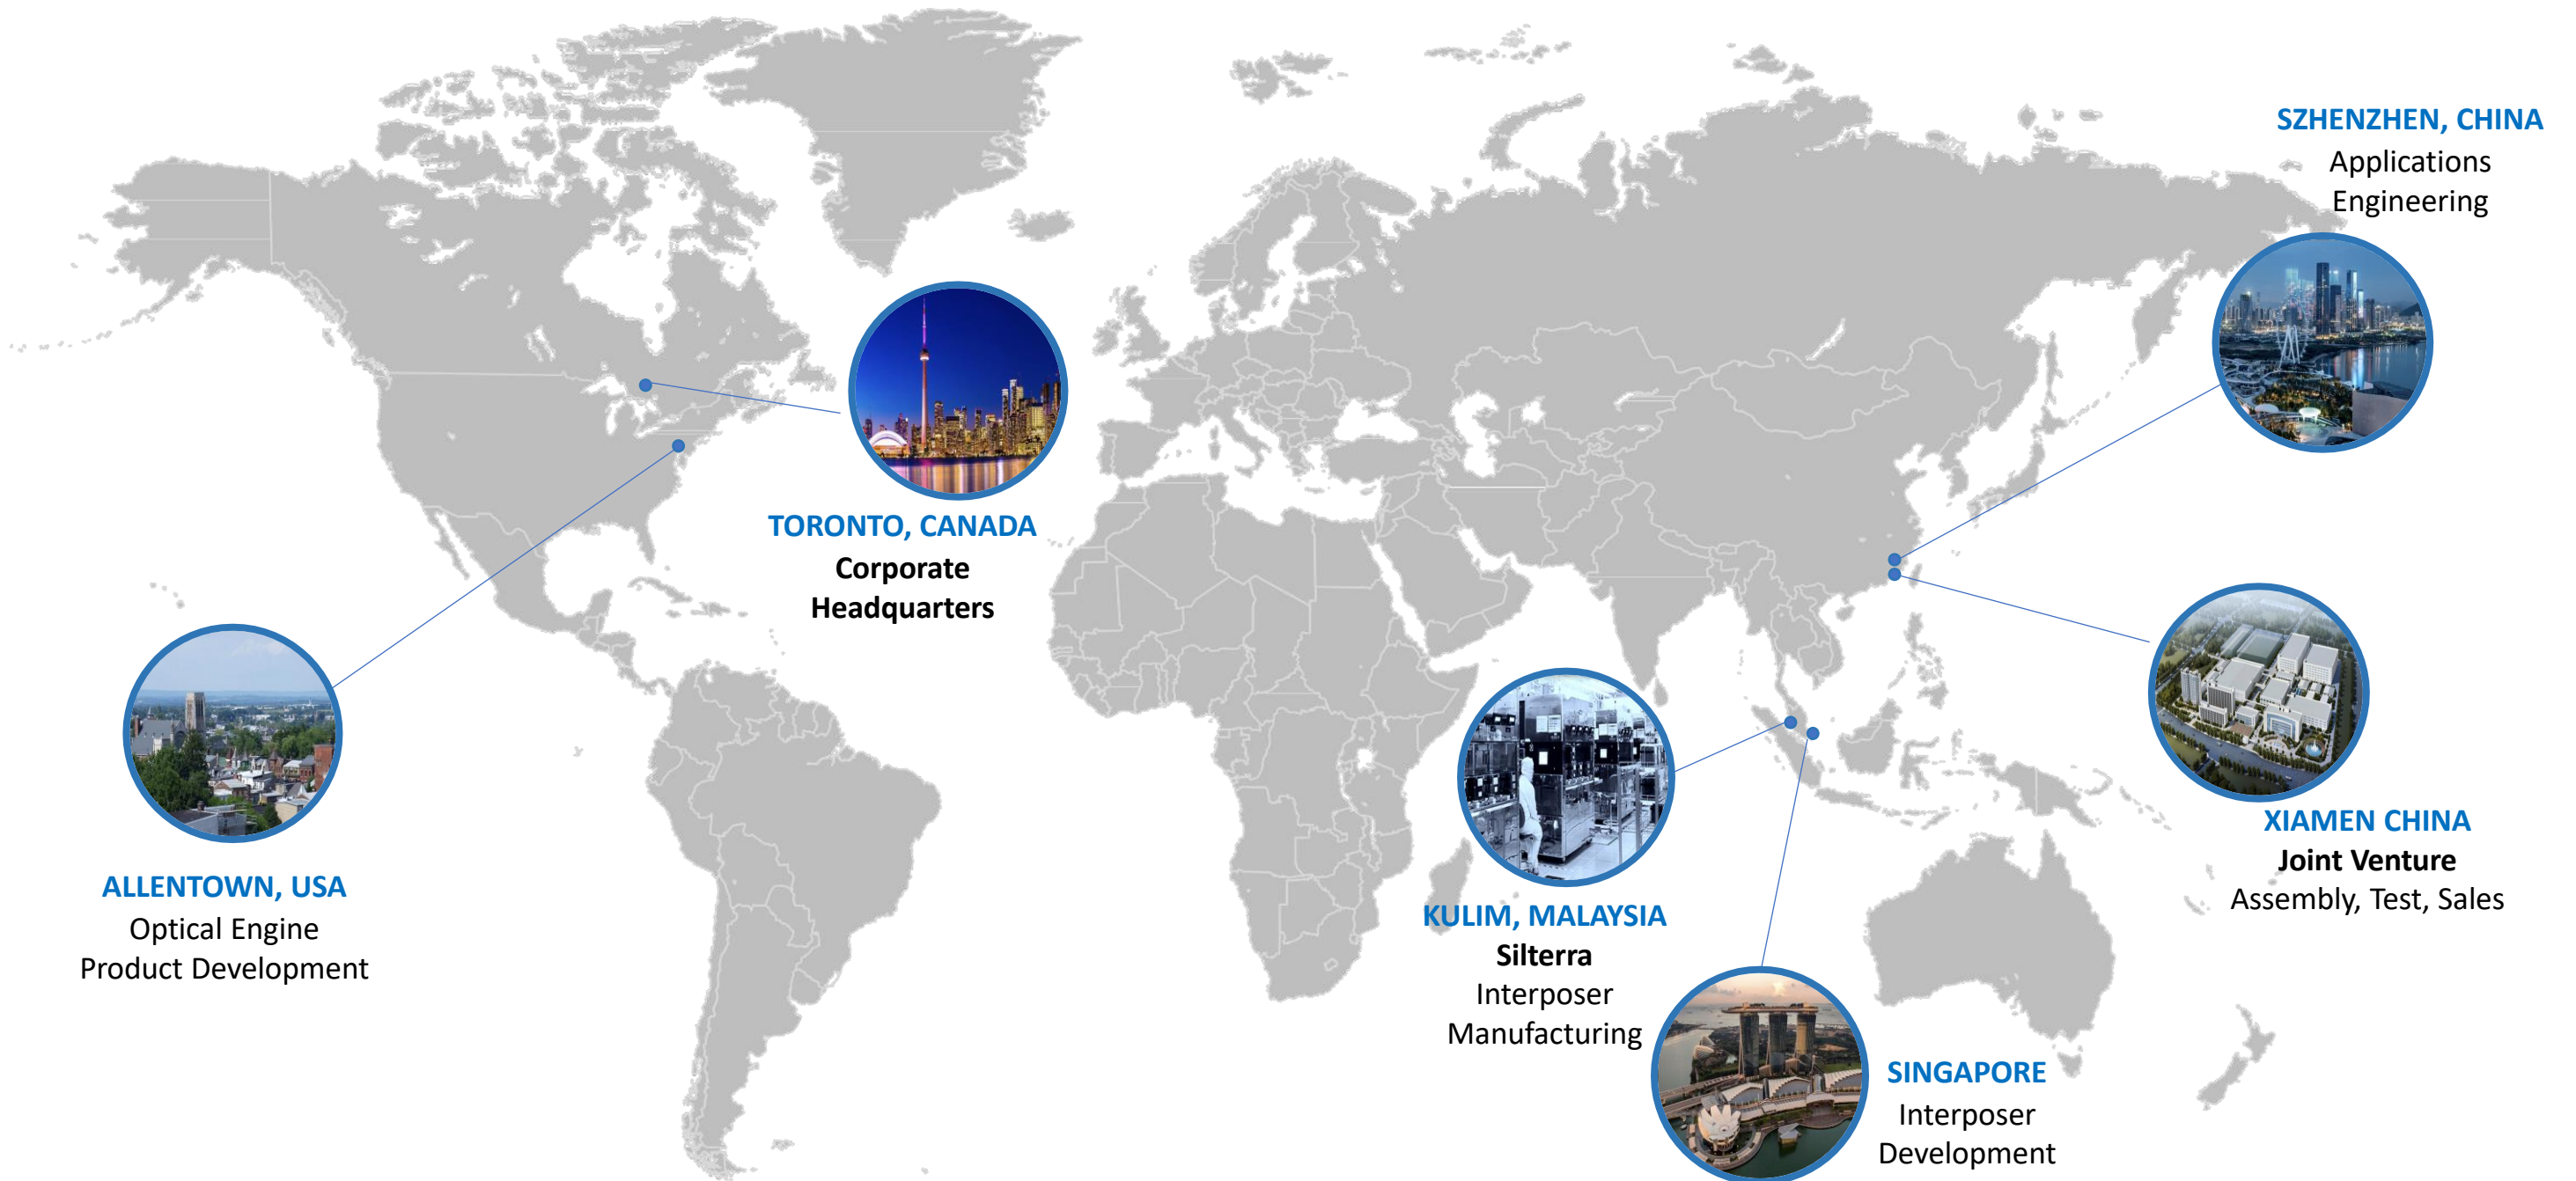 SZHENZHEN, CHINA
Applications
Engineering
TORONTO, CANADA
Corporate
Headquarters
ALLENTOWN, USA
Optical Engine
Product Development
KULIM, MALAYSIA
Silterra
Interposer
Manufacturing
XIAMEN CHINA
Joint Venture
Assembly, Test, Sales
SINGAPORE
Interposer
Development